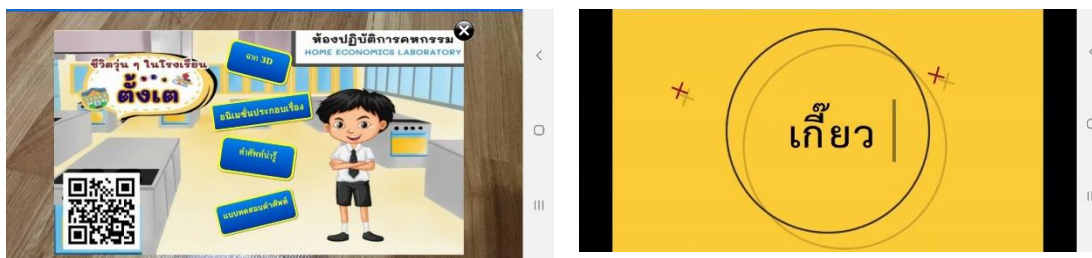 ห้องปฏิบัติการคหกรรม
HOME ECONOMICS LABORATORY
ชีวิตวุ่น ๆ ในโรงเรียน
ตั้งเต
ฉาก 3D
อนิเมชั่นประกอบเรื่อง
คำศัพท์น่ารู้
แบบทดสอบคำศัพท์
เกี๊ยว